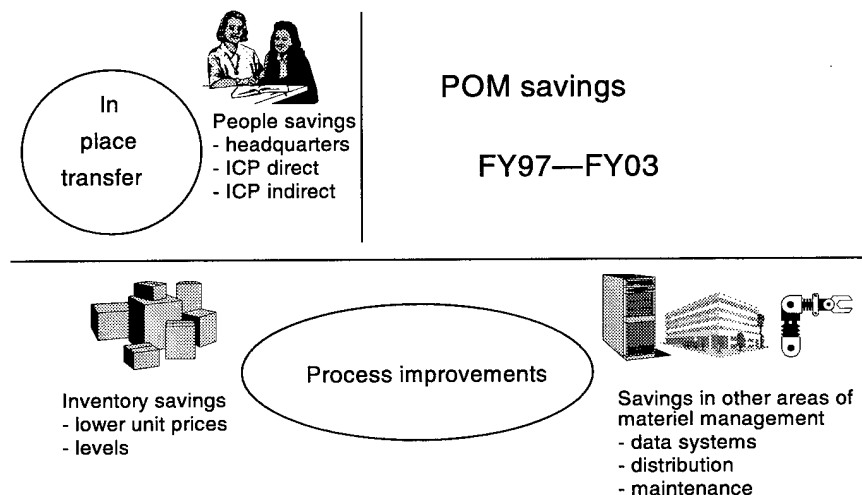 In
place
transfer
People savings
- headquarters
- ICP direct
- ICP indirect
POM savings
FY97—FY03
Inventory savings
- lower unit prices
- levels
Process improvements
Savings in other areas of
materiel management
- data systems
- distribution
- maintenance